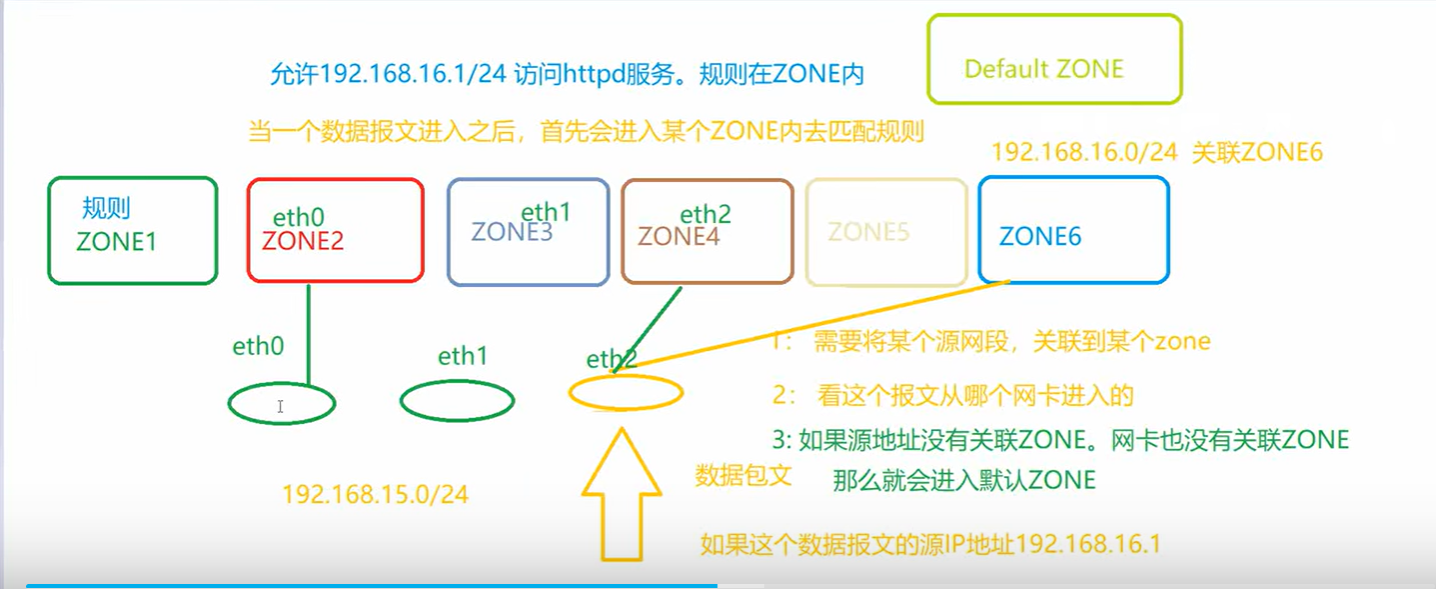 Default ZONE
允许192.168.16.1/24 访问httpd服务。规则在ZONE内
当一个数据报文进入之后，首先会进入某个ZONE内去匹配规则
192.168.16.0/24 关联ZONE6
规则
ZONE1
eth0
ZONE2
eth1
ZONE3
eth2
ZONE4
ZONE5
ZONE6
eth0
eth1
eth2
1： 需要将某个源网段，关联到某个zone
2： 看这个报文从哪个网卡进入的
3: 如果源地址没有关联ZONE。网卡也没有关联ZONE
那么就会进入默认ZONE
数据包文
192.168.15.0/24
如果这个数据报文的源IP地址192.168.16.1